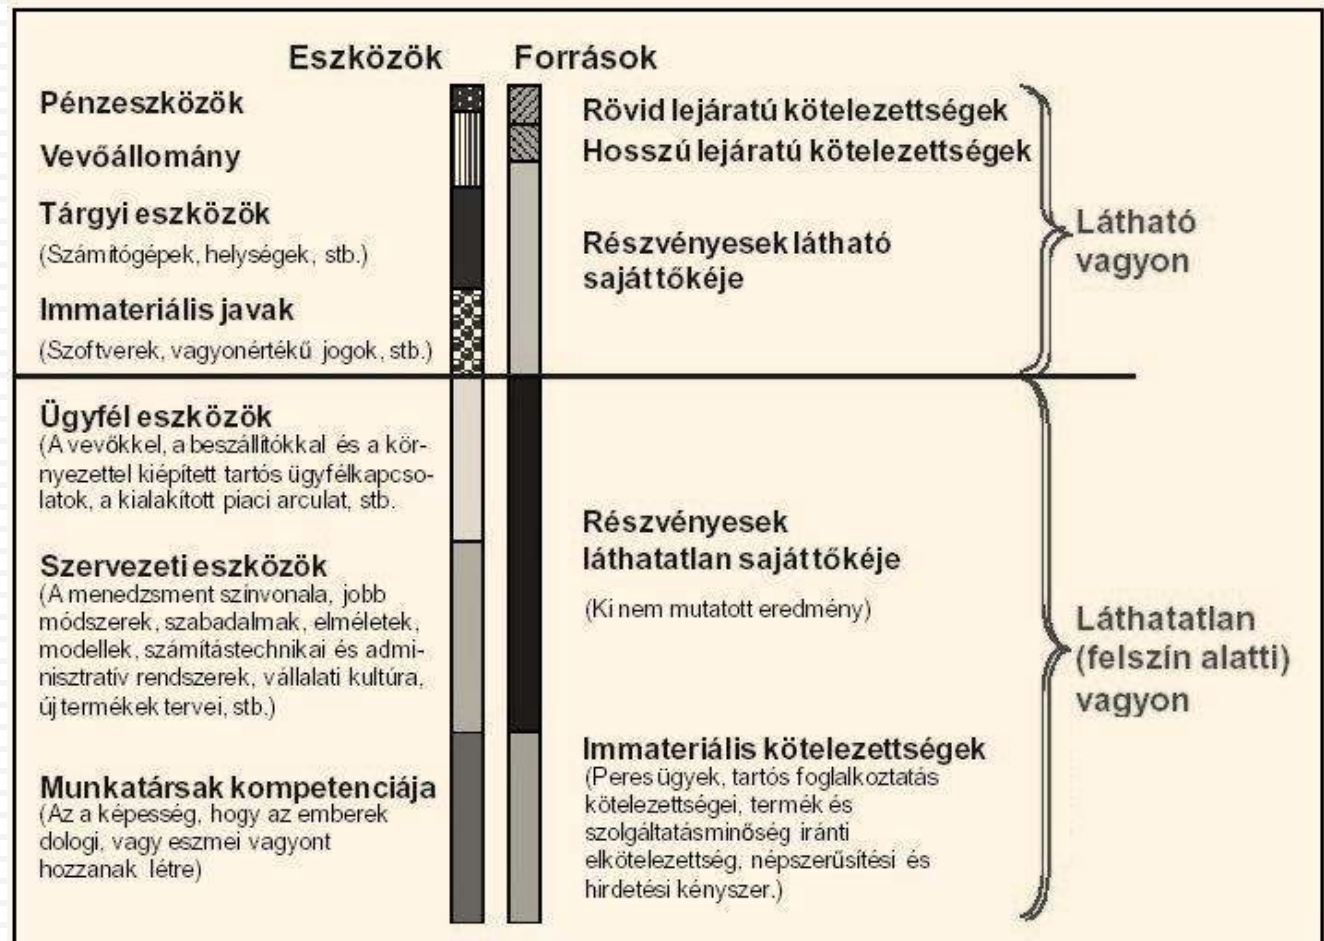 Eszközök
Források
Pénzeszközök
Vevőállomány
Tárgyi eszközök
(Számítógépek, helységek, stb.)
Immateriális javak
(Szoftverek, vagyonértékű jogok, stb.)
Rövid lejáratú kötelezettségek
Hosszú lejáratú kötelezettségek
Részvényesek látható
saját tőkéje
Látható
vagyon
Ügyfél eszközök
(A vevőkkel, a beszállítókkal és a kör-
nyezettel kiépített tartós ügyfélkapcso-
latok, a kialakított piaci arculat, stb.
Szervezeti eszközök
(A menedzsment színvonala, jobb
módszerek, szabadalmak, elméletek,
modellek, számítástechnikai és admi-
nisztratív rendszerek, vállalati kultúra,
új termékek tervei, stb.)
Munkatársak kompetenciája
(Az a képesség, hogy az emberek
dologi, vagy eszmei vagyont
hozzanak létre)
Részvényesek
láthatatlan saját tőkéje
(Ki nem mutatott eredmény)
Immateriális kötelezettségek
(Peres ügyek, tartós foglalkoztatás
kötelezettségei, termék és
szolgáltatásminőség iránti
elkötelezettség, népszerűsítési és
hirdetési kényszer.)
Láthatatlan
(felszín alatti)
vagyon